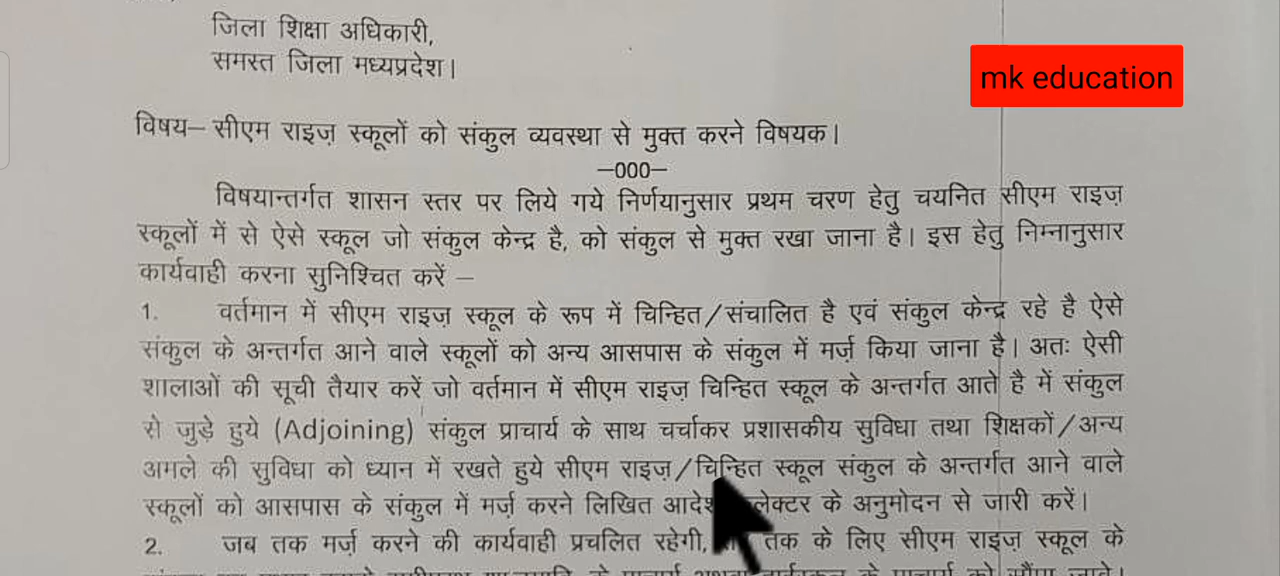 जिला शिक्षा अधिकारी,
समस्त जिला मध्यप्रदेश।
mk education
विषय– सीएम राइज़ स्कूलों को संकुल व्यवस्था से मुक्त करने विषयक।
–000–
विषयान्तर्गत शासन स्तर पर लिये गये निर्णयानुसार प्रथम चरण हेतु चयनित सीएम राइज़
स्कूलों में से ऐसे स्कूल जो संकुल केन्द्र है, को संकुल से मुक्त रखा जाना है। इस हेतु निम्नानुसार
कार्यवाही करना सुनिश्चित करें –
1. वर्तमान में सीएम राइज़ स्कूल के रूप में चिन्हित/संचालित है एवं संकुल केन्द्र रहे है ऐसे
संकुल के अन्तर्गत आने वाले स्कूलों को अन्य आसपास के संकुल में मर्ज़ किया जाना है। अतः ऐसी
शालाओं की सूची तैयार करें जो वर्तमान में सीएम राइज़ चिन्हित स्कूल के अन्तर्गत आते है में संकुल
से जुड़े हुये (Adjoining) संकुल प्राचार्य के साथ चर्चाकर प्रशासकीय सुविधा तथा शिक्षकों/अन्य
अमले की सुविधा को ध्यान में रखते हुये सीएम राइज़/चिन्हित स्कूल संकुल के अन्तर्गत आने वाले
स्कूलों को आसपास के संकुल में मर्ज़ करने लिखित के अनुमोदन से जारी करें।
2. जब तक मर्ज़ करने की कार्यवाही प्रचलित रहेगी, तक के लिए सीएम राइज़ स्कूल के